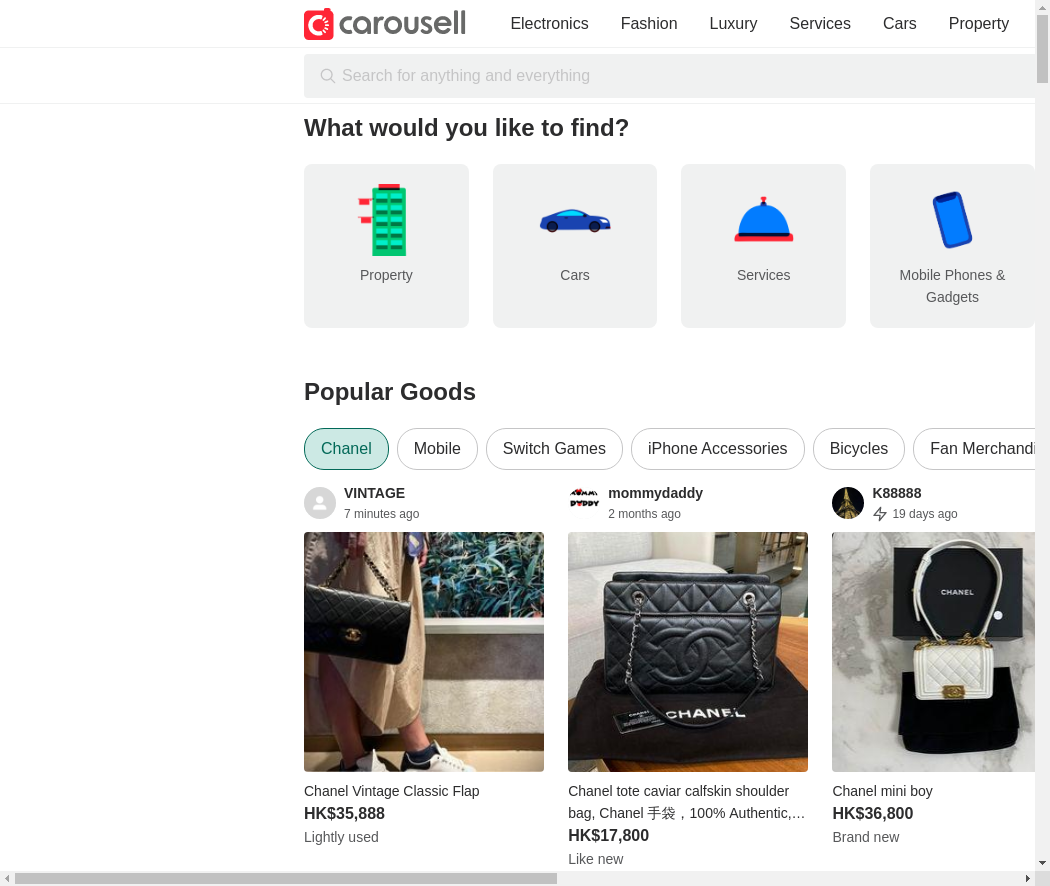 carousell
Electronics
Fashion
Luxury
Services
Cars
Property
Search for anything and everything
What would you like to find?
Property
Cars
Services
Mobile Phones &
Gadgets
Popular Goods
Chanel
Mobile
Switch Games
iPhone Accessories
Bicycles
Fan Merchandi
VINTAGE
7 minutes ago
MOMMY
DADDY
mommydaddy
2 months ago
K88888
19 days ago
CHANEL
CHANEL
CHANEL
Chanel Vintage Classic Flap
HK$35,888
Lightly used
Chanel tote caviar calfskin shoulder
bag, Chanel 手袋，100% Authentic,…
HK$17,800
Like new
Chanel mini boy
HK$36,800
Brand new